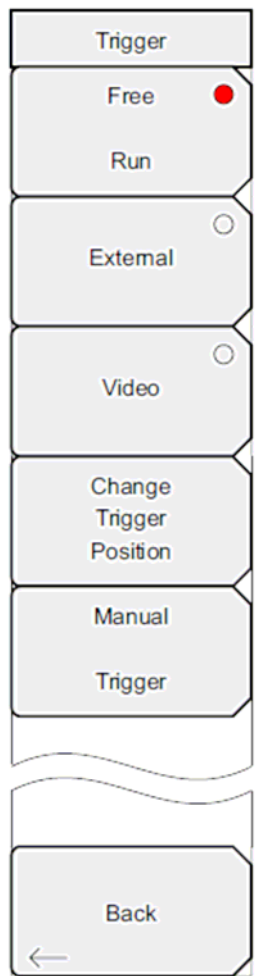 Trigger
Free
Run
External
Video
Change
Trigger
Position
Manual
Trigger
Back